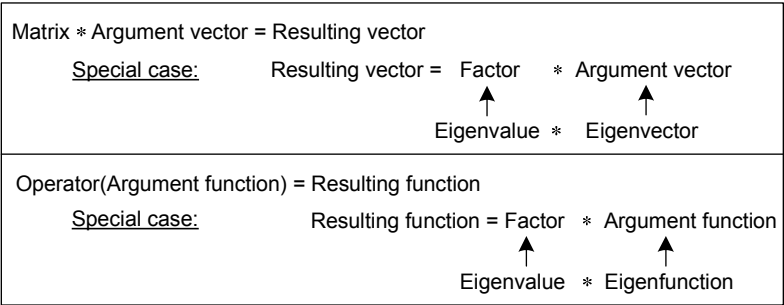 Matrix * Argument vector = Resulting vector
Special case: Resulting vector = Factor * Argument vector
Eigenvalue * Eigenvector
Operator(Argument function) = Resulting function
Special case: Resulting function = Factor * Argument function
Eigenvalue * Eigenfunction